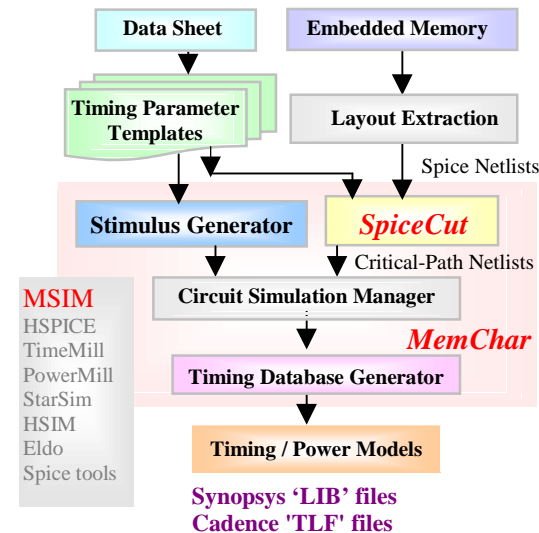 Data Sheet
Embedded Memory
Timing Parameter
Templates
Layout Extraction
Spice Netlists
Stimulus Generator
SpiceCut
Critical-Path Netlists
Circuit Simulation Manager
MSIM
HSPICE
TimeMill
PowerMill
StarSim
HSIM
Eldo
Spice tools
MemChar
Timing Database Generator
Timing / Power Models
Synopsys ‘LIB’ files
Cadence 'TLF' files